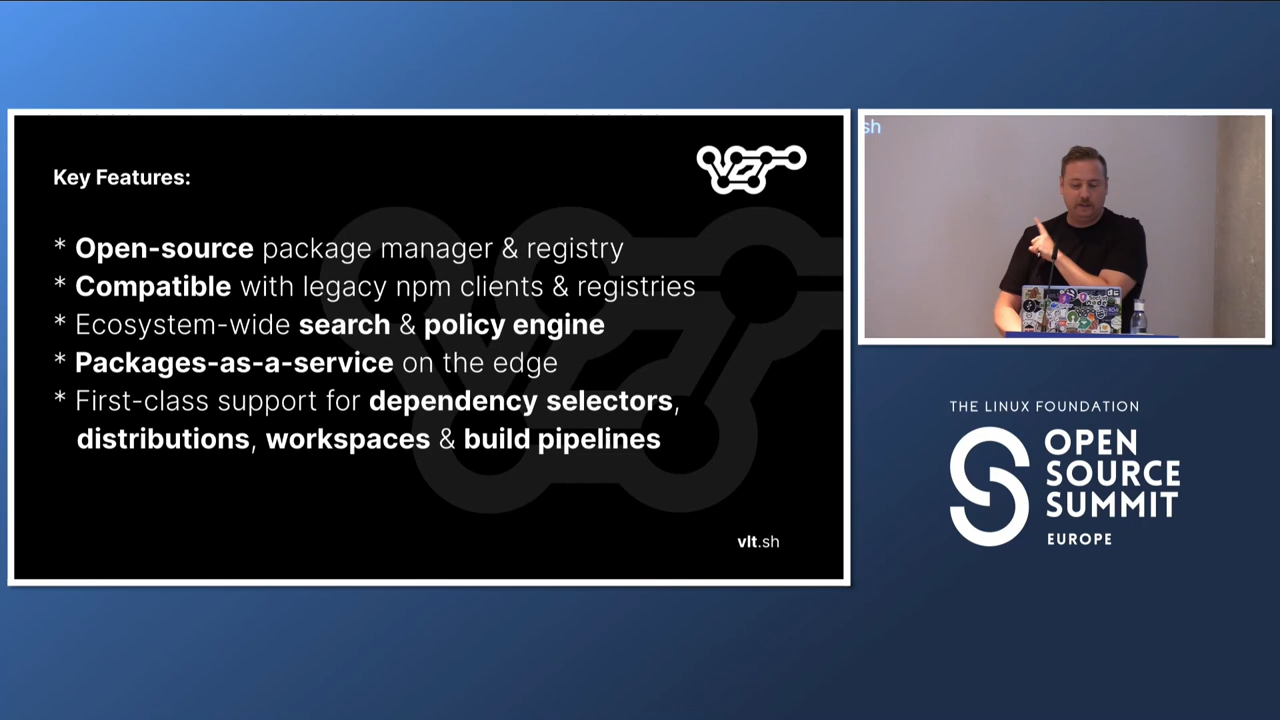 Key Features:
vlt
* Open-source package manager & registry
* Compatible with legacy npm clients & registries
* Ecosystem-wide search & policy engine
* Packages-as-a-service on the edge
* First-class support for dependency selectors,
distributions, workspaces & build pipelines
vlt.sh
sh
THE LINUX FOUNDATION
OPEN
SOURCE
SUMMIT
EUROPE